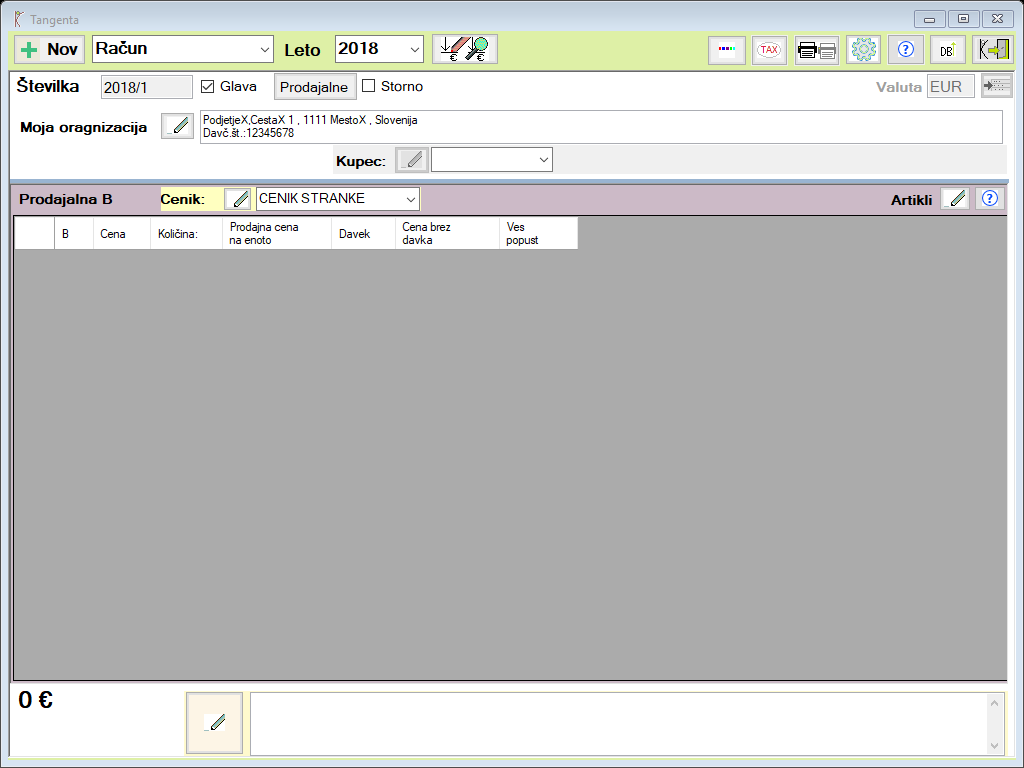 Tangenta
Nov Račun Leto 2018 € € TAX ? DB
Številka 2018/1 Glava Prodajalne Storno Valuta EUR
Moja oragnizacija PodjetjeX,CestaX 1 , 1111 MestoX , Slovenija
Davč.št.:12345678
Kupec:
Prodajalna B Cenik: CENIK STRANKE Artikli ?
B Cena Količina: Prodajna cena na enoto Davek Cena brez davka Ves popust
0 €